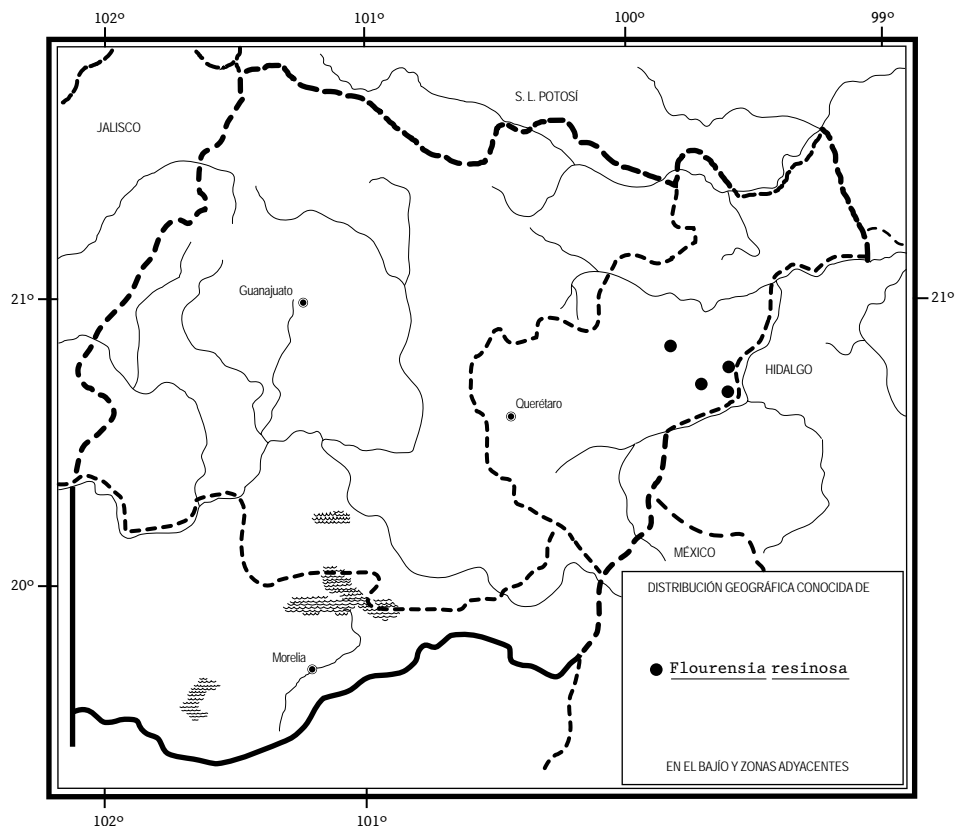 102º 101º 100º 99º
S. L. POTOSÍ
JALISCO
Guanajuato
21º 21º
HIDALGO
Querétaro
MÉXICO
20º
DISTRIBUCIÓN GEOGRÁFICA CONOCIDA DE
Morelia
Flourensia resinosa
EN EL BAJÍO Y ZONAS ADYACENTES
102º 101º